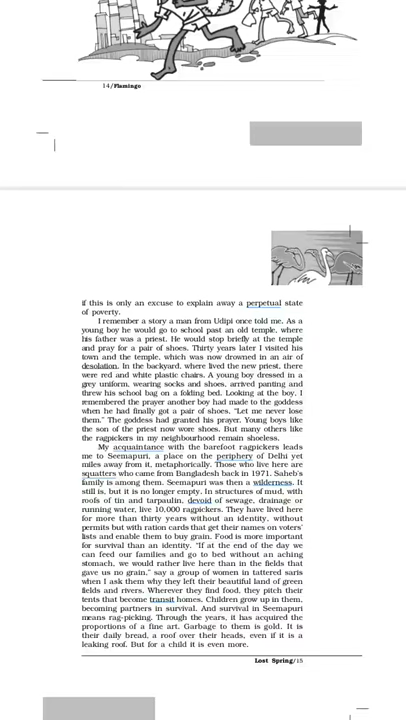 14/Flamingo
if this is only an excuse to explain away a perpetual state
of poverty.
I remember a story a man from Udipi once told me. As a
young boy he would go to school past an old temple, where
his father was a priest. He would stop briefly at the temple
and pray for a pair of shoes. Thirty years later I visited his
town and the temple, which was now drowned in an air of
desolation. In the backyard, where lived the new priest, there
were red and white plastic chairs. A young boy dressed in a
grey uniform, wearing socks and shoes, arrived panting and
threw his school bag on a folding bed. Looking at the boy, I
remembered the prayer another boy had made to the goddess
when he had finally got a pair of shoes, "Let me never lose
them." The goddess had granted his prayer. Young boys like
the son of the priest now wore shoes. But many others like
the ragpickers in my neighbourhood remain shoeless.
My acquaintance with the barefoot ragpickers leads
me to Seemapuri, a place on the periphery of Delhi yet
miles away from it, metaphorically. Those who live here are
squatters who came from Bangladesh back in 1971. Saheb's
family is among them. Seemapuri was then a wilderness. It
still is, but it is no longer empty. In structures of mud, with
roofs of tin and tarpaulin, devoid of sewage, drainage or
running water, live 10,000 ragpickers. They have lived here
for more than thirty years without an identity, without
permits but with ration cards that get their names on voters'
lists and enable them to buy grain. Food is more important
for survival than an identity. "If at the end of the day we
can feed our families and go to bed without an aching
stomach, we would rather live here than in the fields that
gave us no grain," say a group of women in tattered saris
when I ask them why they left their beautiful land of green
fields and rivers. Wherever they find food, they pitch their
tents that become transit homes. Children grow up in them,
becoming partners in survival. And survival in Seemapuri
means rag-picking. Through the years, it has acquired the
proportions of a fine art. Garbage to them is gold. It is
their daily bread, a roof over their heads, even if it is a
leaking roof. But for a child it is even more.
Lost Spring/15